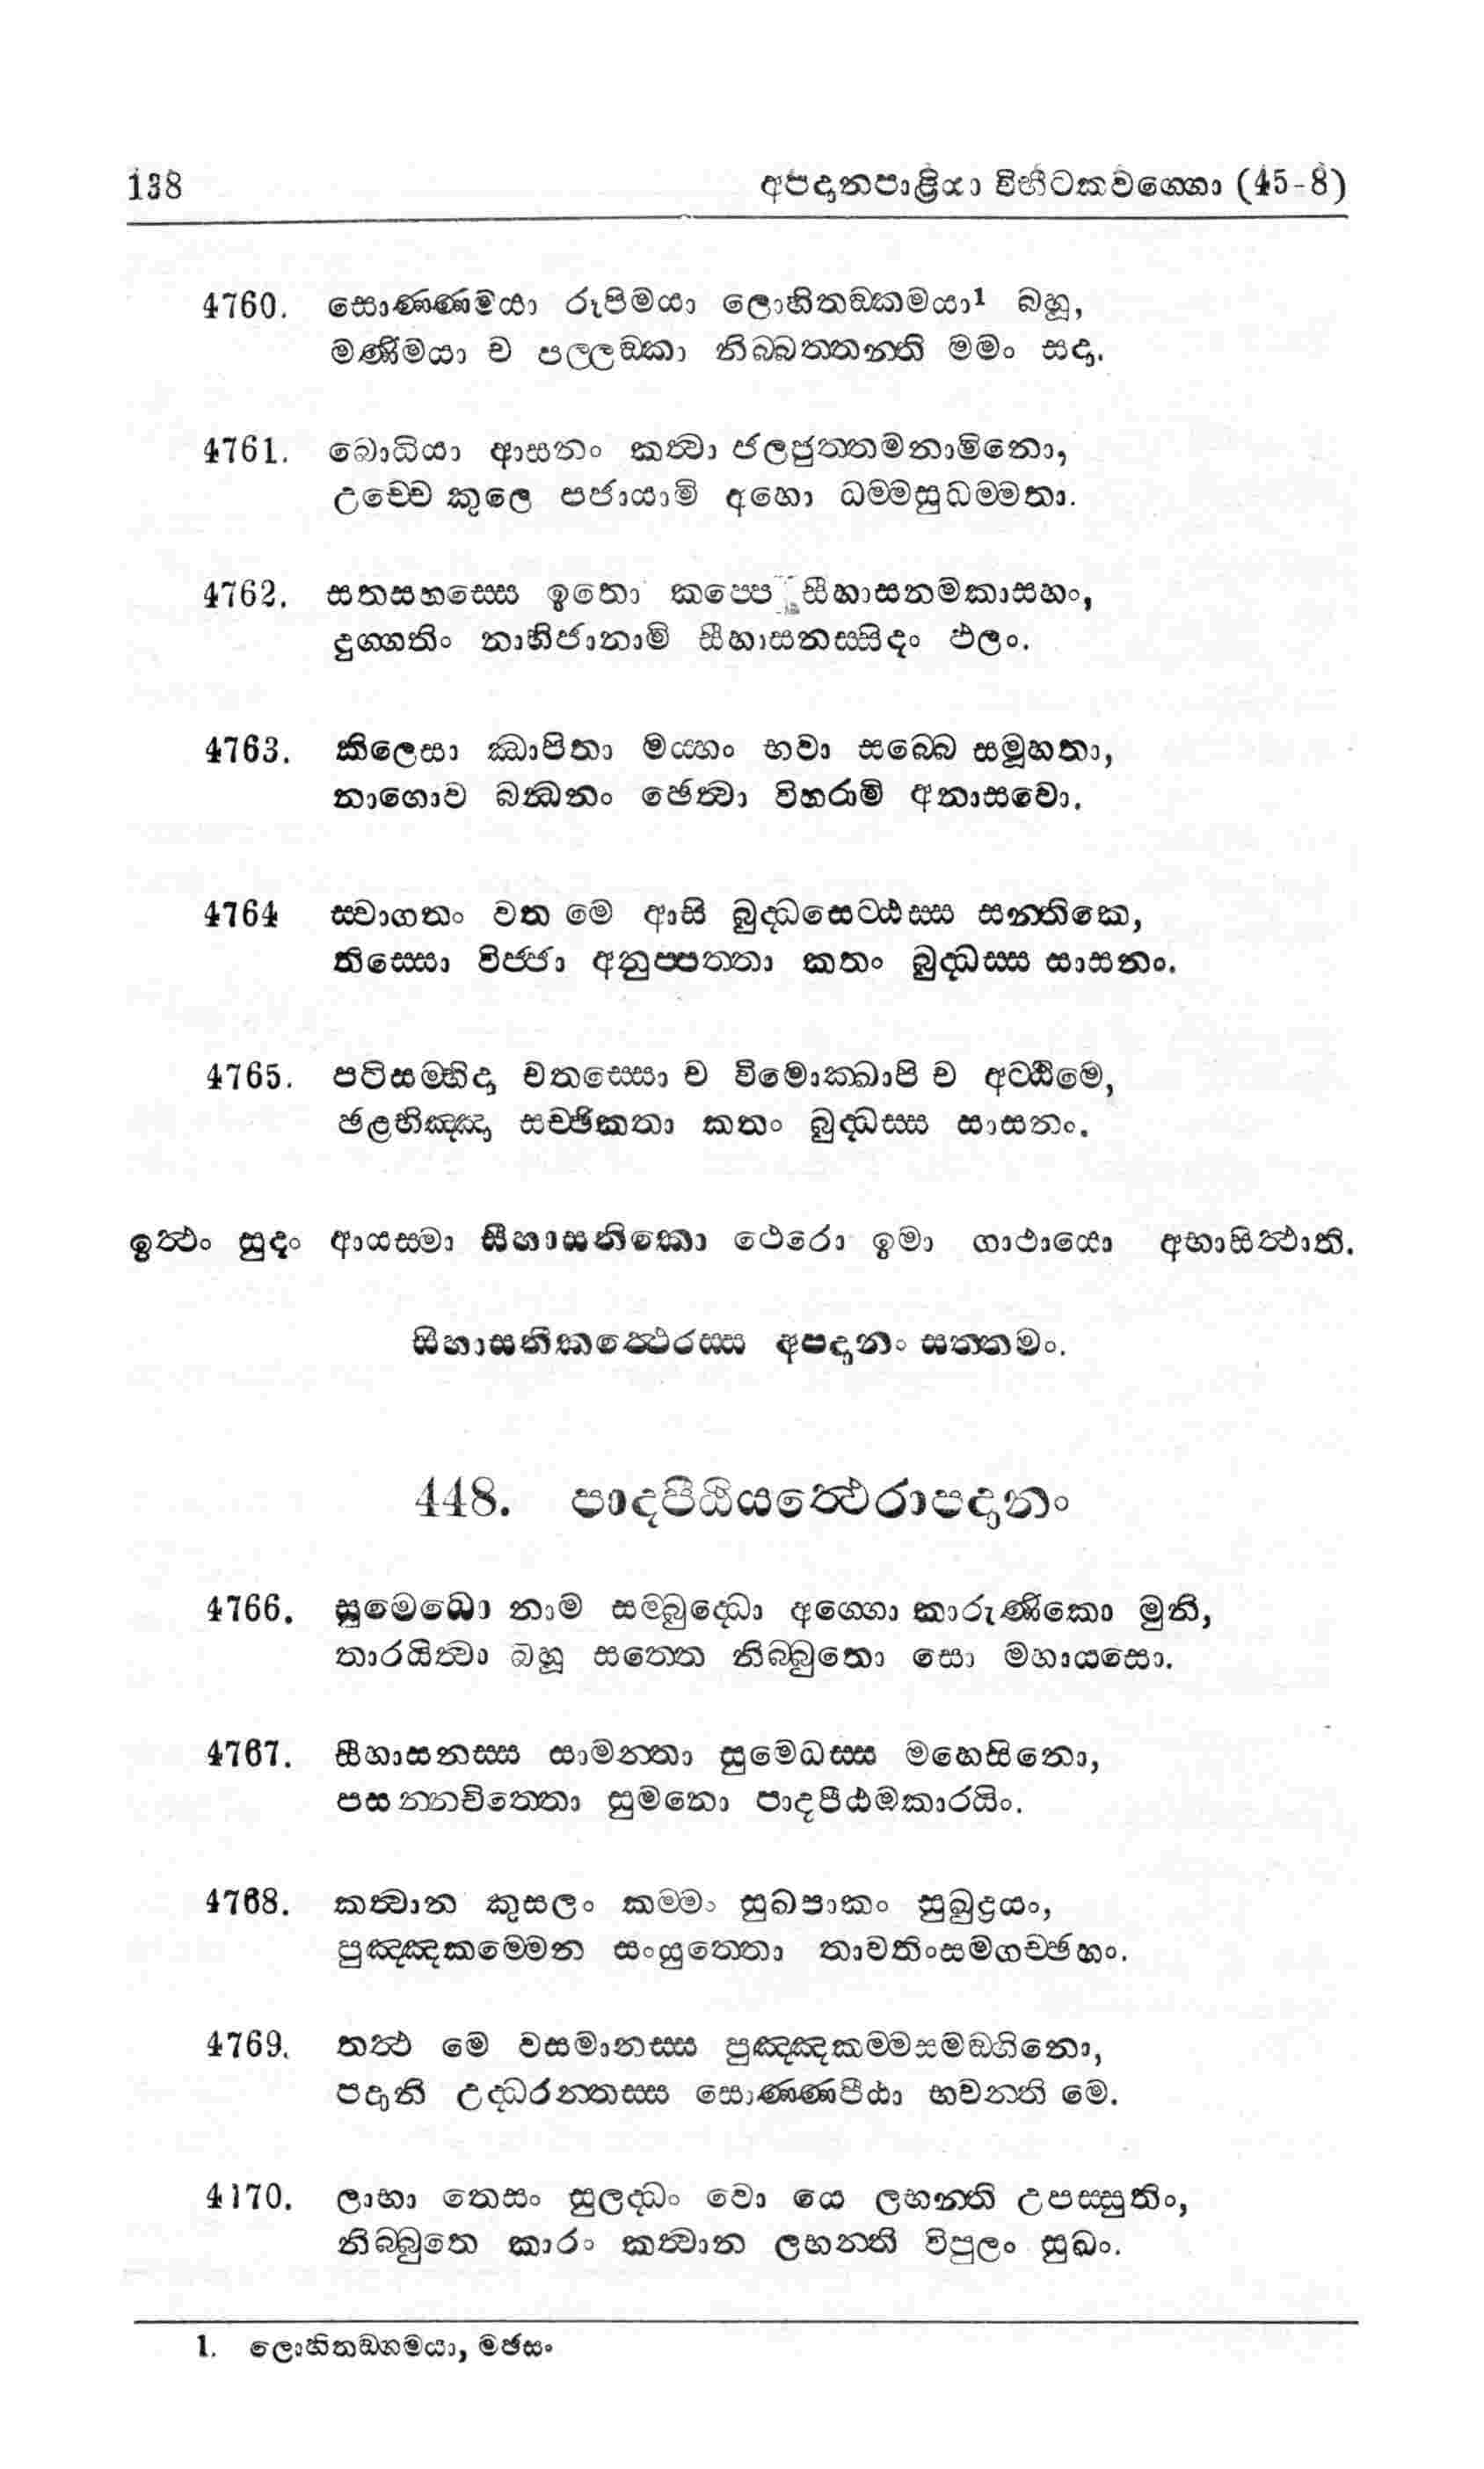 138 අපදානපාළියා විභීටකවග්ගො (45-8)
4760. සොණ්ණමයා රූපිමයා ලොහිතඞ්කමයා1 බහූ,
මණිමයා ච පල්ලඞ්කා නිබ්බත්තන්ති මමං සදා.
4761. බොධියා ආසනං කත්වා ජලජුත්තමනාමිනො,
උච්චෙ කුලෙ පජායාමි අහො ධම්මසුධම්මතා.
4762. සතසහස්සෙ ඉතො කප්පෙ සීහාසනමකාසහං,
දුග්ගතිං නාභිජානාමි සීහාසනස්සිදං ඵලං.
4763. කිලෙසා ඣාපිතා මය්හං භවා සබ්බෙ සමූහතා,
නාගොව බන්ධනං ඡෙත්වා විහරාමි අනාසවො.
4764 ස්වාගතං වත මෙ ආසි බුද්ධසෙට්ඨස්ස සන්තිකෙ,
තිස්සො විජ්ජා අනුප්පත්තා කතං බුද්ධස්ස සාසනං.
4765. පටිසම්භිදා චතස්සො ච විමොක්ඛාපි ච අට්ඨිමෙ,
ඡළභිඤ්ඤා සච්ඡිකතා කතං බුද්ධස්ස සාසනං.
ඉත්ථං සුදං ආයස්මා සීහාසනිකො ථෙරො ඉමා ගාථායො අභාසිත්ථාති.
සීහාසනිකත්ථෙරස්ස අපදානං සත්තමං.
448. පාදපීඨියත්ථෙරාපදානං
4766. සුමෙධො නාම සම්බුද්ධො අග්ගො කාරුණිකො මුනි,
තාරයිත්වා බහූ සත්තෙ නිබ්බුතො සො මහායසො.
4767. සීහාසනස්ස සාමන්තා සුමෙධස්ස මහෙසිනො,
පසන්නචිත්තො සුමනො පාදපීඨමකාරයිං.
4768. කත්වාන කුසලං කම්මං සුඛපාකං සුඛුද්‍රයං,
පුඤ්ඤකම්මෙන සංයුත්තො තාවතිංසමගච්ඡහං.
4769. තත්ථ මෙ වසමානස්ස පුඤ්ඤකම්මසමඞ්ගිනො,
පදානි උද්ධරන්තස්ස සොණ්ණපීඨා භවන්ති මෙ.
4170. ලාභා තෙසං සුලද්ධං වො යෙ ලභන්ති උපස්සුතිං,
නිබ්බුතෙ කාරං කත්වාන ලභන්ති විපුලං සුඛං.
1. ලොහිතඞ්ගමයා, මඡසං